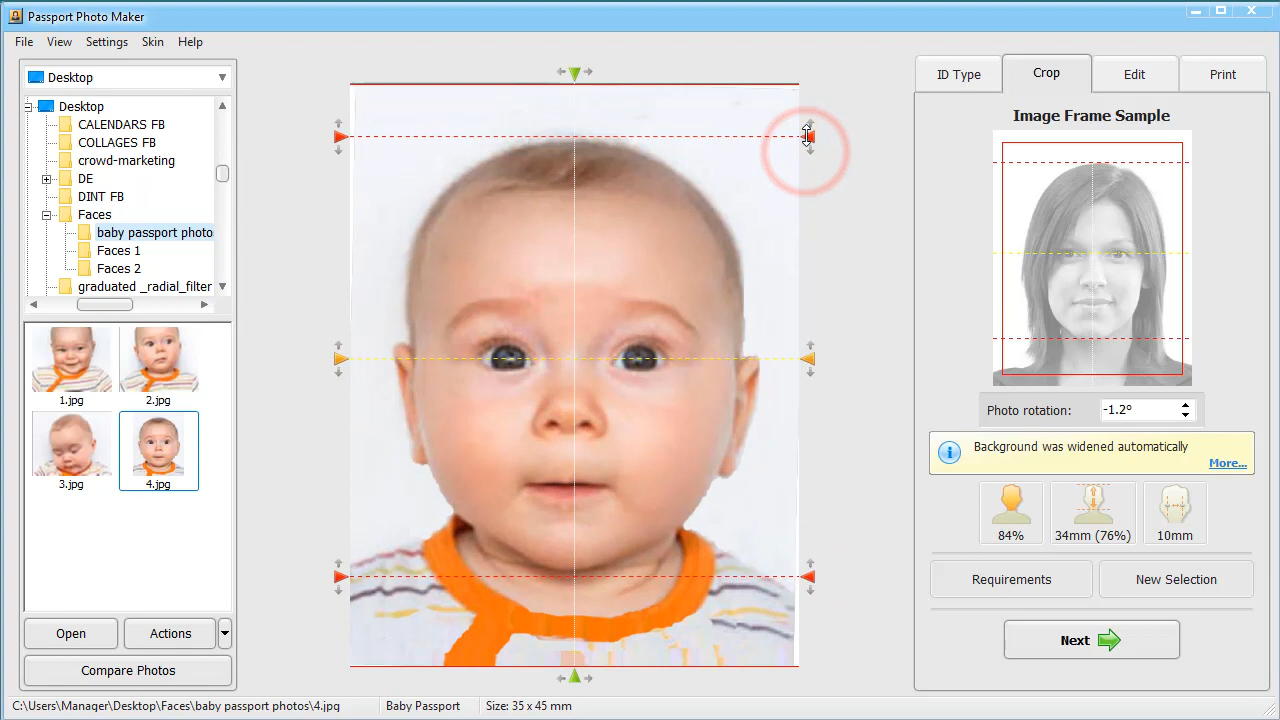 Passport Photo Maker
File View Settings Skin Help
Desktop
Desktop
CALENDARS FB
COLLAGES FB
crowd-marketing
DE
DINT FB
Faces
baby passport photo
Faces 1
Faces 2
graduated _radial_filter
1.jpg 2.jpg
3.jpg 4.jpg
Open Actions
Compare Photos
ID Type Crop Edit Print
Image Frame Sample
Photo rotation: -1.2°
Background was widened automatically
More...
84% 34mm (76%) 10mm
Requirements New Selection
Next
C:\Users\Manager\Desktop\Faces\baby passport photos\4.jpg Baby Passport Size: 35 x 45 mm